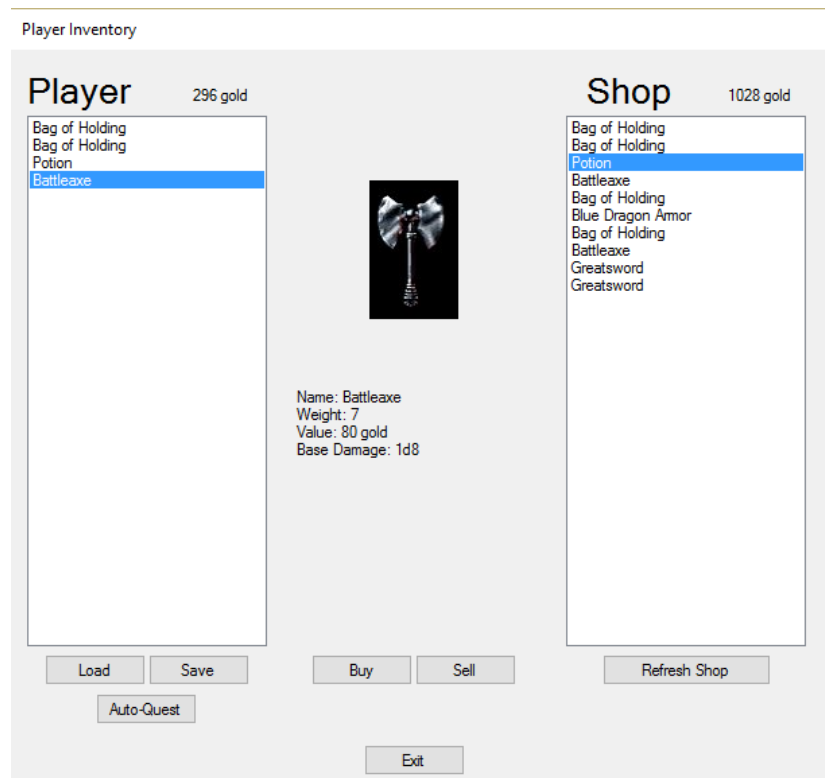 Player Inventory
Player
296 gold
Bag of Holding
Bag of Holding
Potion
Battleaxe
Name: Battleaxe
Weight: 7
Value: 80 gold
Base Damage: 1d8
Shop
1028 gold
Bag of Holding
Bag of Holding
Potion
Battleaxe
Bag of Holding
Blue Dragon Armor
Bag of Holding
Battleaxe
Greatsword
Greatsword
Load
Save
Buy
Sell
Refresh Shop
Auto-Quest
Exit